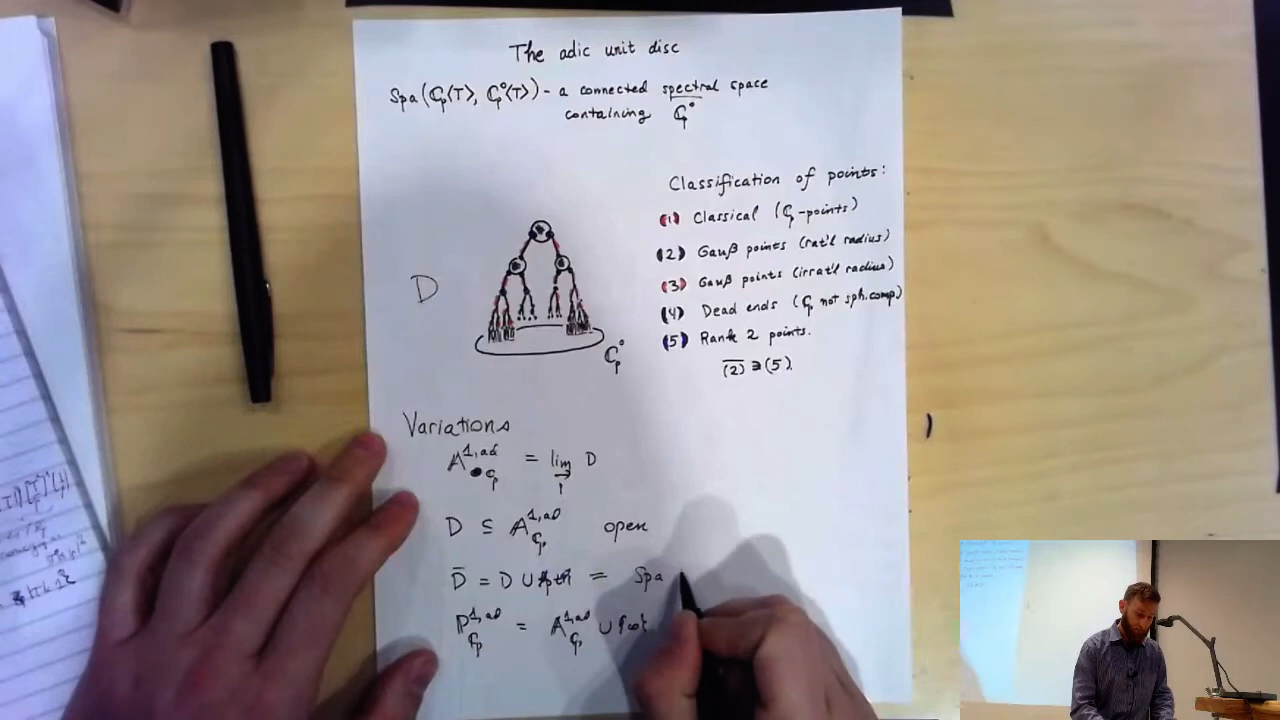 The adic unit disc
Spa(ℂp⟨T⟩, ℂp°⟨T⟩) - a connected spectral space
containing ℂp°
Classification of points:
(1) Classical (ℂp-points)
(2) Gauß points (rat'l radius)
(3) Gauß points (irrat'l radius)
(4) Dead ends (ℂp not sph.comp)
(5) Rank 2 points.
\overline{(2)} ∋ (5).
D
ℂp°
Variations
𝔸^{1,ad}_{ℂp} = lim→ p D
D ⊆ 𝔸^{1,ad}_{ℂp} open
D̄ = D ∪ = Spa
ℙ^{1,ad}_{ℂp} = 𝔸^{1,ad}_{ℂp} ∪